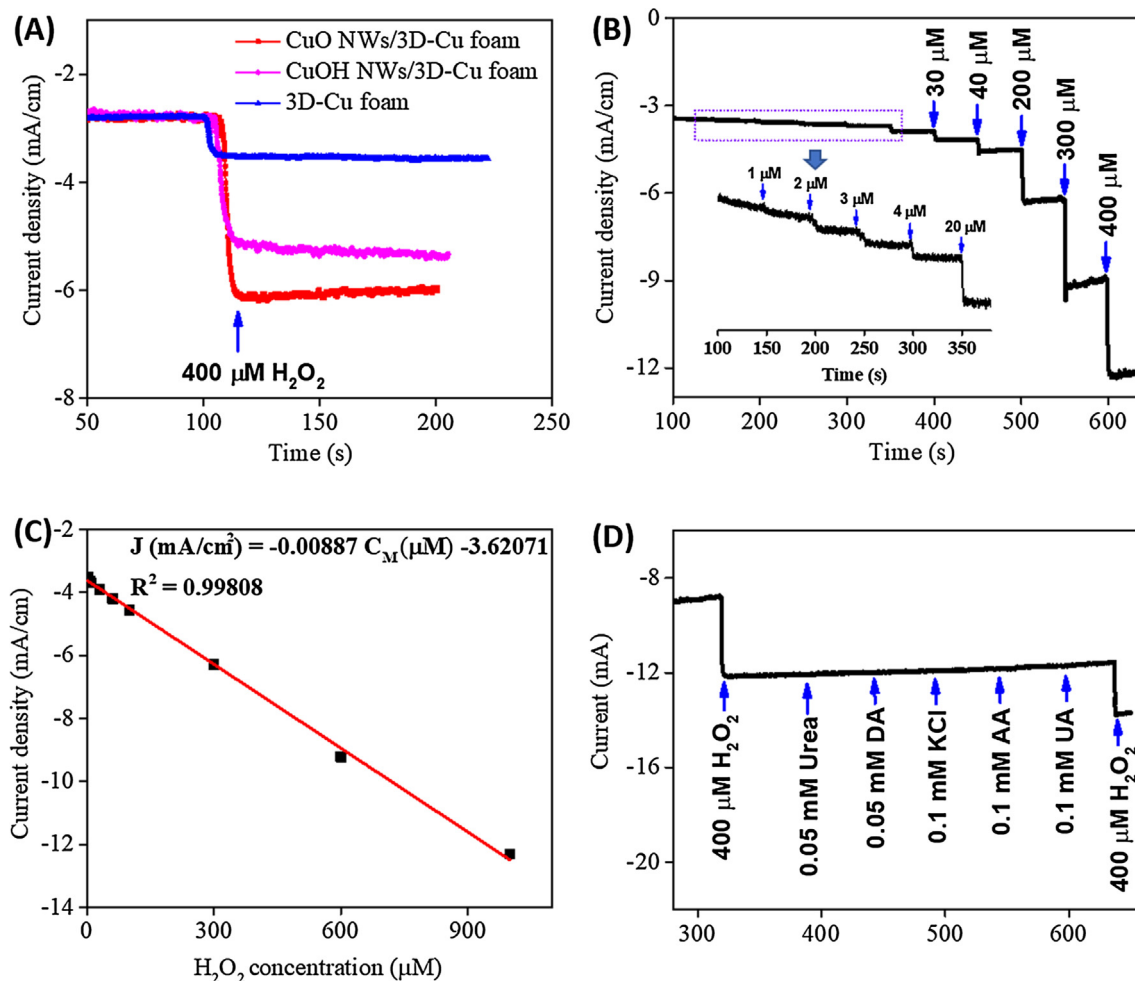 (A)
CuO NWs/3D-Cu foam
CuOH NWs/3D-Cu foam
3D-Cu foam
-2
-4
-6
-8
Current density (mA/cm)
400 μM H₂O₂
50 100 150 200 250
Time (s)
(B)
0
-3
-6
-9
-12
Current density (mA/cm)
30 μM
40 μM
200 μM
300 μM
400 μM
1 μM
2 μM
3 μM
4 μM
20 μM
100 150 200 250 300 350
Time (s)
100 200 300 400 500 600
Time (s)
(C)
-2
-4
-6
-8
-10
-12
-14
Current density (mA/cm)
J (mA/cm²) = -0.00887 C_M(μM) -3.62071
R² = 0.99808
0 300 600 900
H₂O₂ concentration (μM)
(D)
-8
-12
-16
-20
Current (mA)
400 μM H₂O₂
0.05 mM Urea
0.05 mM DA
0.1 mM KCl
0.1 mM AA
0.1 mM UA
400 μM H₂O₂
300 400 500 600
Time (s)